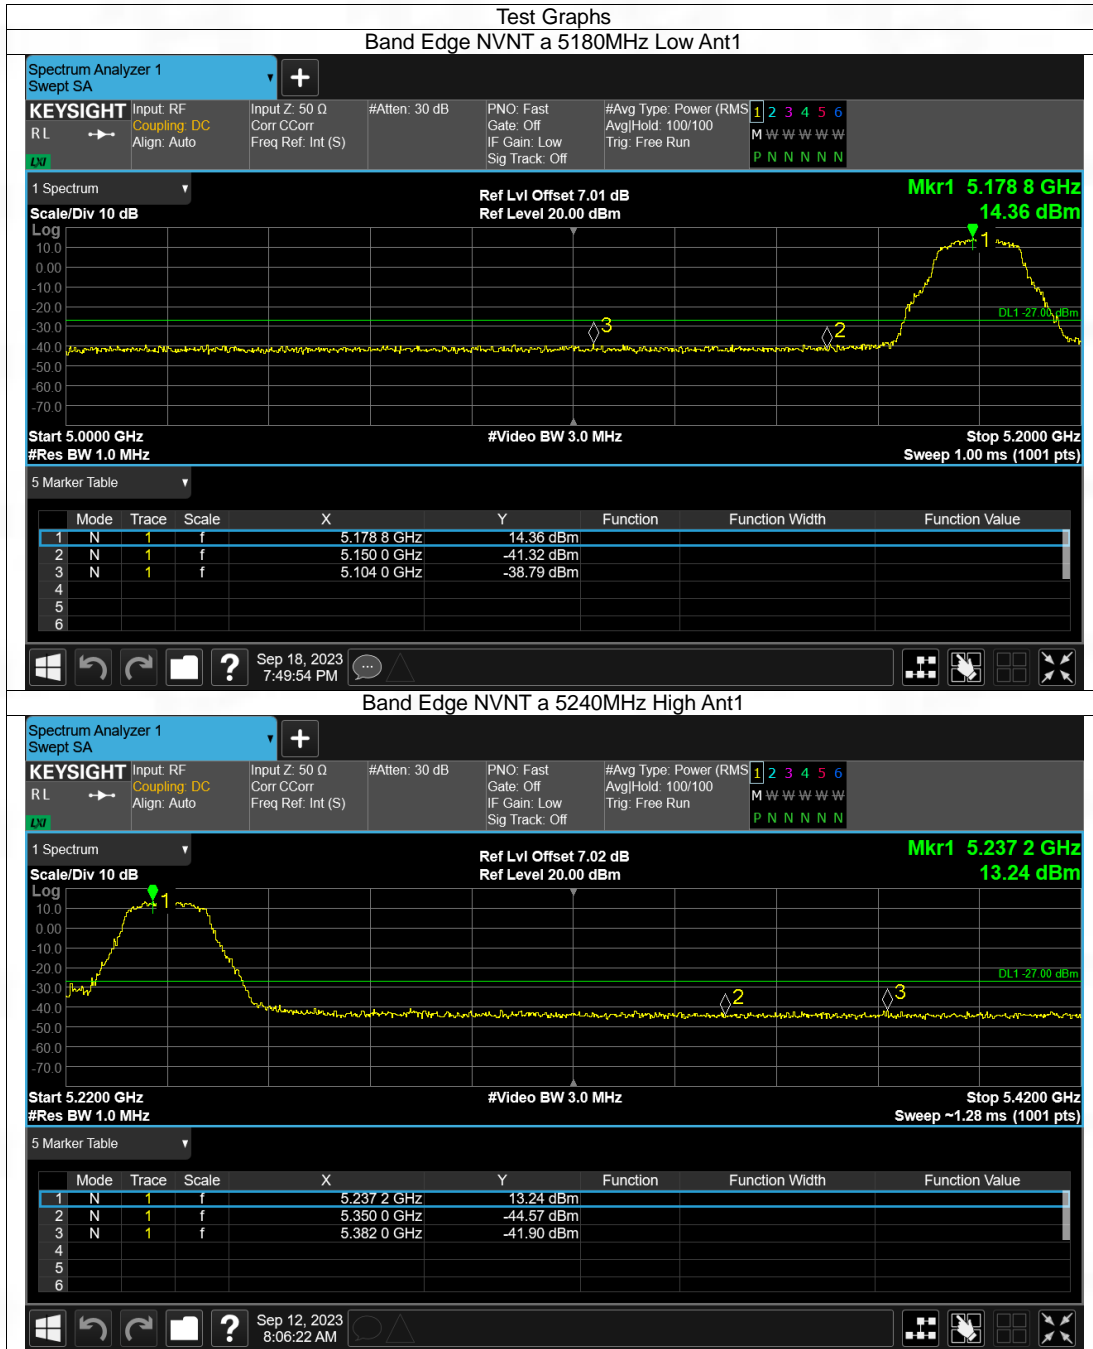 Test Graphs
Band Edge NVNT a 5180MHz Low Ant1
Spectrum Analyzer 1
Swept SA
+
KEYSIGHT Input: RF Input Z: 50 Ω #Atten: 30 dB PNO: Fast #Avg Type: Power (RMS 1 2 3 4 5 6
R L Coupling: DC Corr CCorr Gate: Off Avg|Hold: 100/100 M W W W W W
Align: Auto Freq Ref: Int (S) IF Gain: Low Trig: Free Run
LXI Sig Track: Off P N N N N N
1 Spectrum Ref Lvl Offset 7.01 dB Mkr1 5.178 8 GHz
Scale/Div 10 dB Ref Level 20.00 dBm 14.36 dBm
Log
10.0 1
0.00
-10.0
-20.0 DL1 -27.00 dBm
-30.0 3 2
-40.0
-50.0
-60.0
-70.0
Start 5.0000 GHz #Video BW 3.0 MHz Stop 5.2000 GHz
#Res BW 1.0 MHz Sweep 1.00 ms (1001 pts)
5 Marker Table
Mode Trace Scale X Y Function Function Width Function Value
1 N 1 f 5.178 8 GHz 14.36 dBm
2 N 1 f 5.150 0 GHz -41.32 dBm
3 N 1 f 5.104 0 GHz -38.79 dBm
4
5
6
? Sep 18, 2023
7:49:54 PM
Band Edge NVNT a 5240MHz High Ant1
Spectrum Analyzer 1
Swept SA
+
KEYSIGHT Input: RF Input Z: 50 Ω #Atten: 30 dB PNO: Fast #Avg Type: Power (RMS 1 2 3 4 5 6
R L Coupling: DC Corr CCorr Gate: Off Avg|Hold: 100/100 M W W W W W
Align: Auto Freq Ref: Int (S) IF Gain: Low Trig: Free Run
LXI Sig Track: Off P N N N N N
1 Spectrum Ref Lvl Offset 7.02 dB Mkr1 5.237 2 GHz
Scale/Div 10 dB Ref Level 20.00 dBm 13.24 dBm
Log
10.0 1
0.00
-10.0
-20.0 DL1 -27.00 dBm
-30.0 2 3
-40.0
-50.0
-60.0
-70.0
Start 5.2200 GHz #Video BW 3.0 MHz Stop 5.4200 GHz
#Res BW 1.0 MHz Sweep ~1.28 ms (1001 pts)
5 Marker Table
Mode Trace Scale X Y Function Function Width Function Value
1 N 1 f 5.237 2 GHz 13.24 dBm
2 N 1 f 5.350 0 GHz -44.57 dBm
3 N 1 f 5.382 0 GHz -41.90 dBm
4
5
6
? Sep 12, 2023
8:06:22 AM